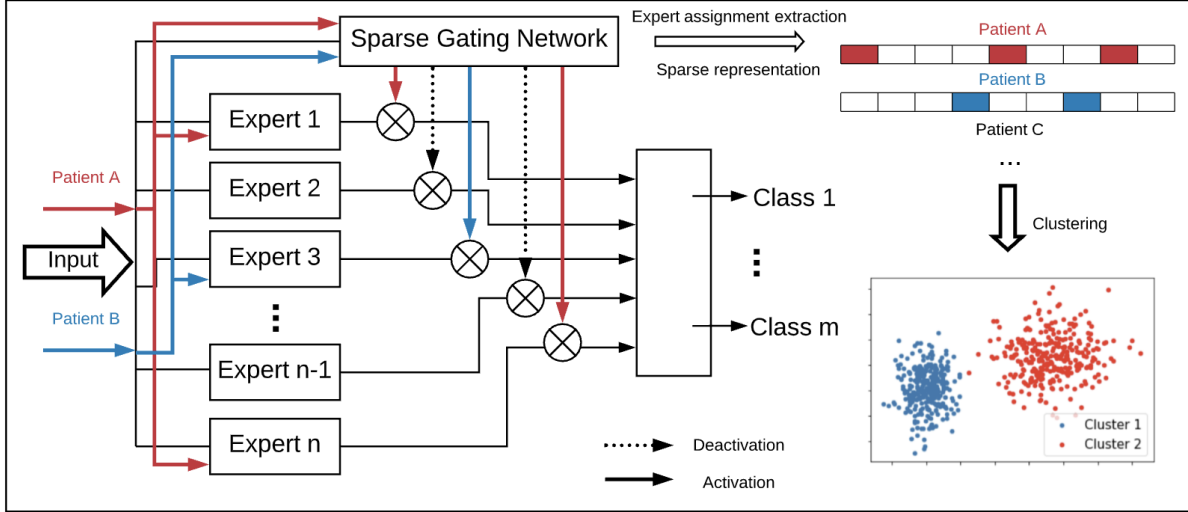 Sparse Gating Network
Expert assignment extraction
Sparse representation
Patient A
Patient B
Patient C
...
Clustering
Expert 1
Expert 2
Expert 3
Expert n-1
Expert n
Patient A
Input
Patient B
Class 1
Class m
Deactivation
Activation
Cluster 1
Cluster 2